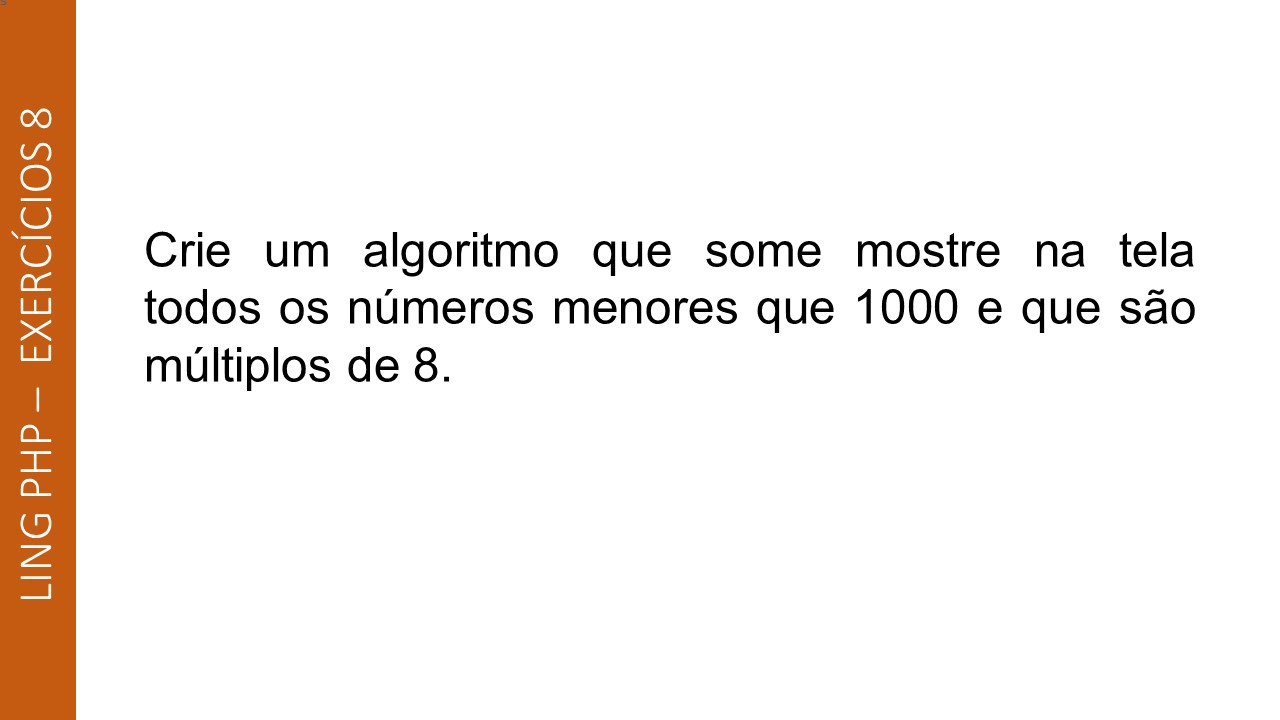 LING PHP – EXERCÍCIOS 8
Crie um algoritmo que some mostre na tela
todos os números menores que 1000 e que são
múltiplos de 8.